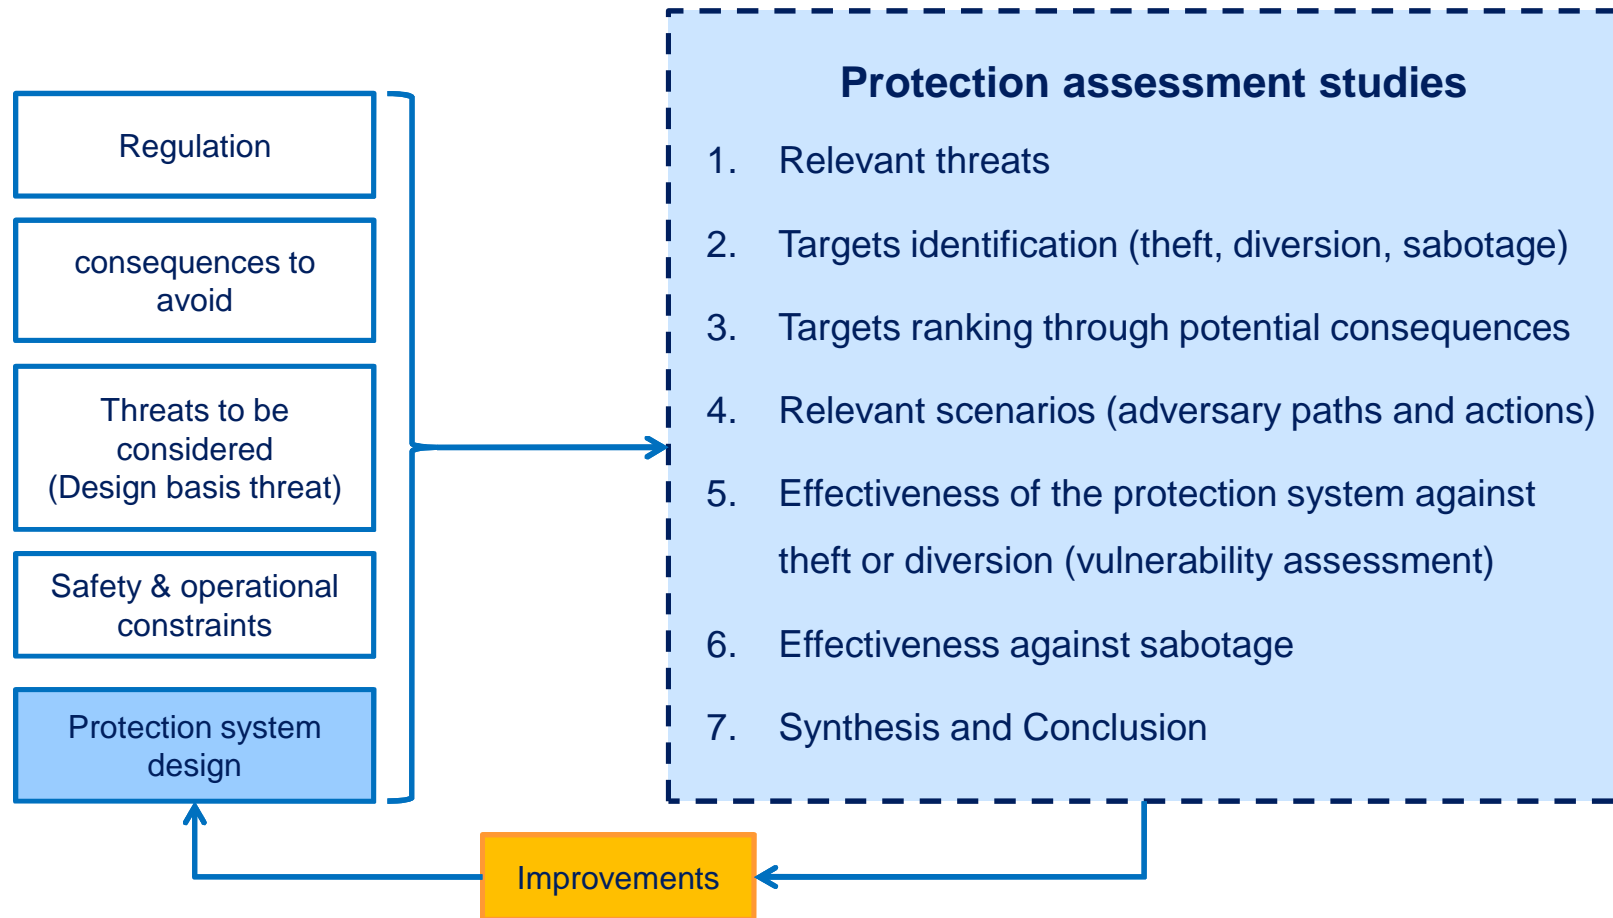 Regulation
consequences to
avoid
Threats to be
considered
(Design basis threat)
Safety & operational
constraints
Protection system
design
Protection assessment studies
1. Relevant threats
2. Targets identification (theft, diversion, sabotage)
3. Targets ranking through potential consequences
4. Relevant scenarios (adversary paths and actions)
5. Effectiveness of the protection system against
theft or diversion (vulnerability assessment)
6. Effectiveness against sabotage
7. Synthesis and Conclusion
Improvements